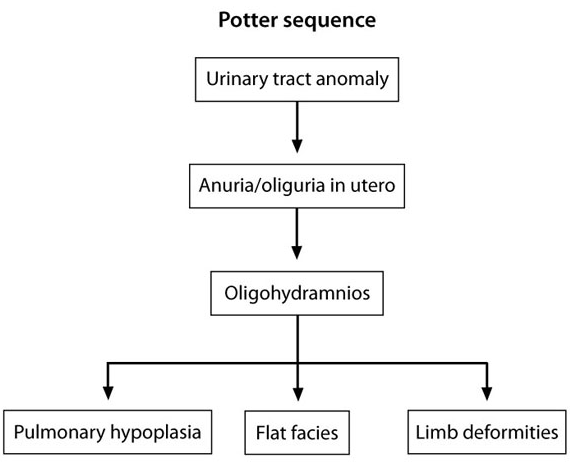 Potter sequence
Urinary tract anomaly
Anuria/oliguria in utero
Oligohydramnios
Pulmonary hypoplasia
Flat facies
Limb deformities